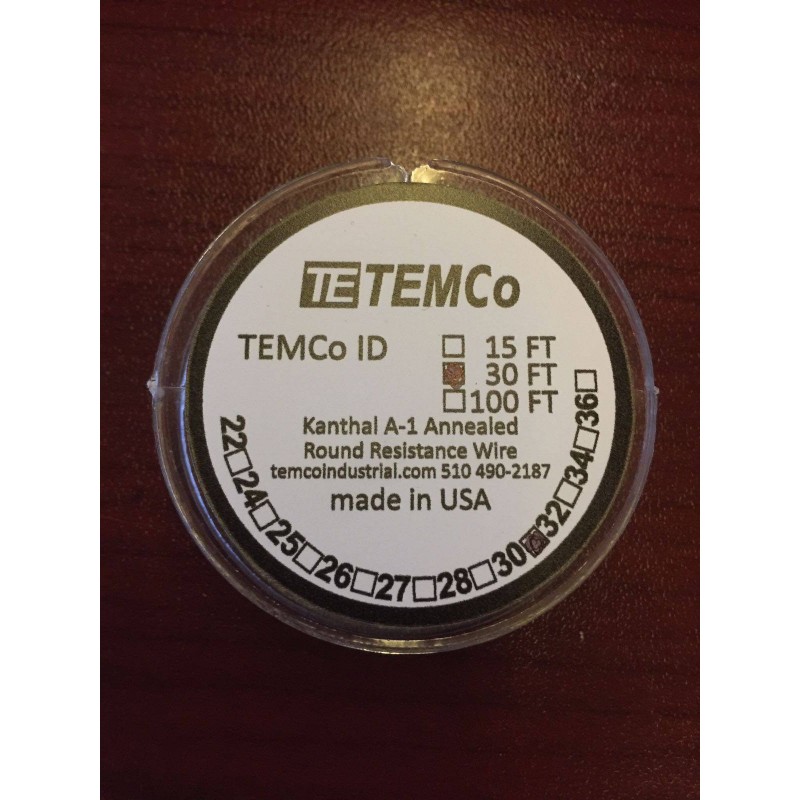 TE TEMCo
TEMCo ID
15 FT
30 FT
100 FT
Kanthal A-1 Annealed
Round Resistance Wire
temcoindustrial.com 510 490-2187
made in USA
22 24 25 26 27 28 30 32 34 36